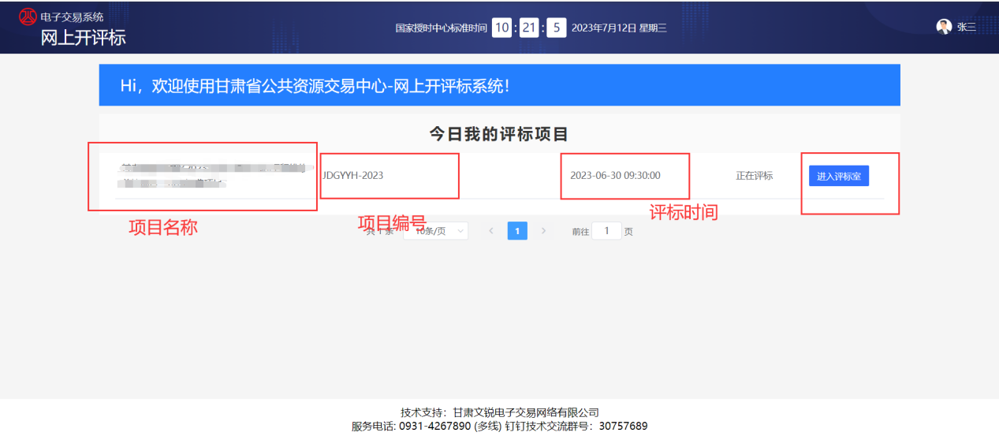 电子交易系统
网上开评标
国家授时中心标准时间 10 : 21 : 5 2023年7月12日 星期三
张三
Hi，欢迎使用甘肃省公共资源交易中心-网上开评标系统！
今日我的评标项目
JDGYYH-2023
2023-06-30 09:30:00
正在评标
进入评标室
项目名称
项目编号
评标时间
共 1 条
10条/页
1
前往 1 页
技术支持：甘肃文锐电子交易网络有限公司
服务电话: 0931-4267890 (多线) 钉钉技术交流群号：30757689